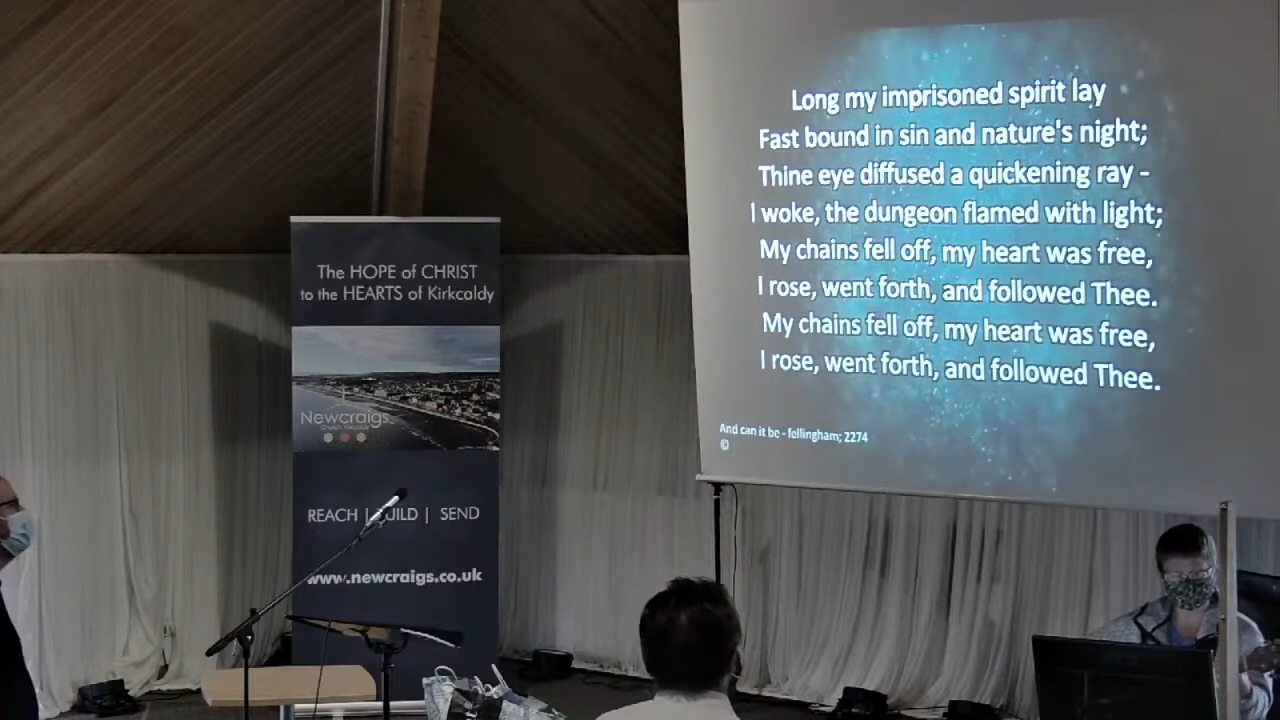 The HOPE of CHRIST
to the HEARTS of Kirkcaldy
Newcraigs
Church Kirkcaldy
REACH | BUILD | SEND
www.newcraigs.co.uk
Long my imprisoned spirit lay
Fast bound in sin and nature's night;
Thine eye diffused a quickening ray -
I woke, the dungeon flamed with light;
My chains fell off, my heart was free,
I rose, went forth, and followed Thee.
My chains fell off, my heart was free,
I rose, went forth, and followed Thee.
And can it be - fellingham; 2274
©